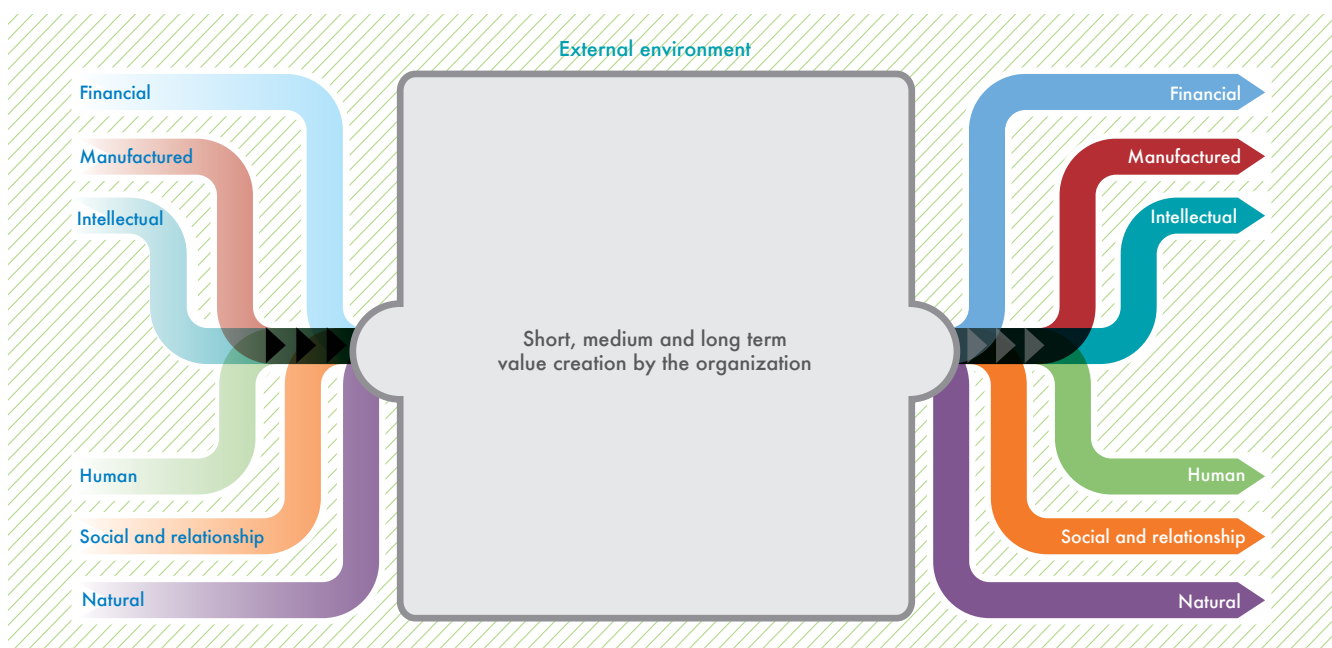 External environment
Financial
Manufactured
Intellectual
Human
Social and relationship
Natural
Short, medium and long term
value creation by the organization
Financial
Manufactured
Intellectual
Human
Social and relationship
Natural